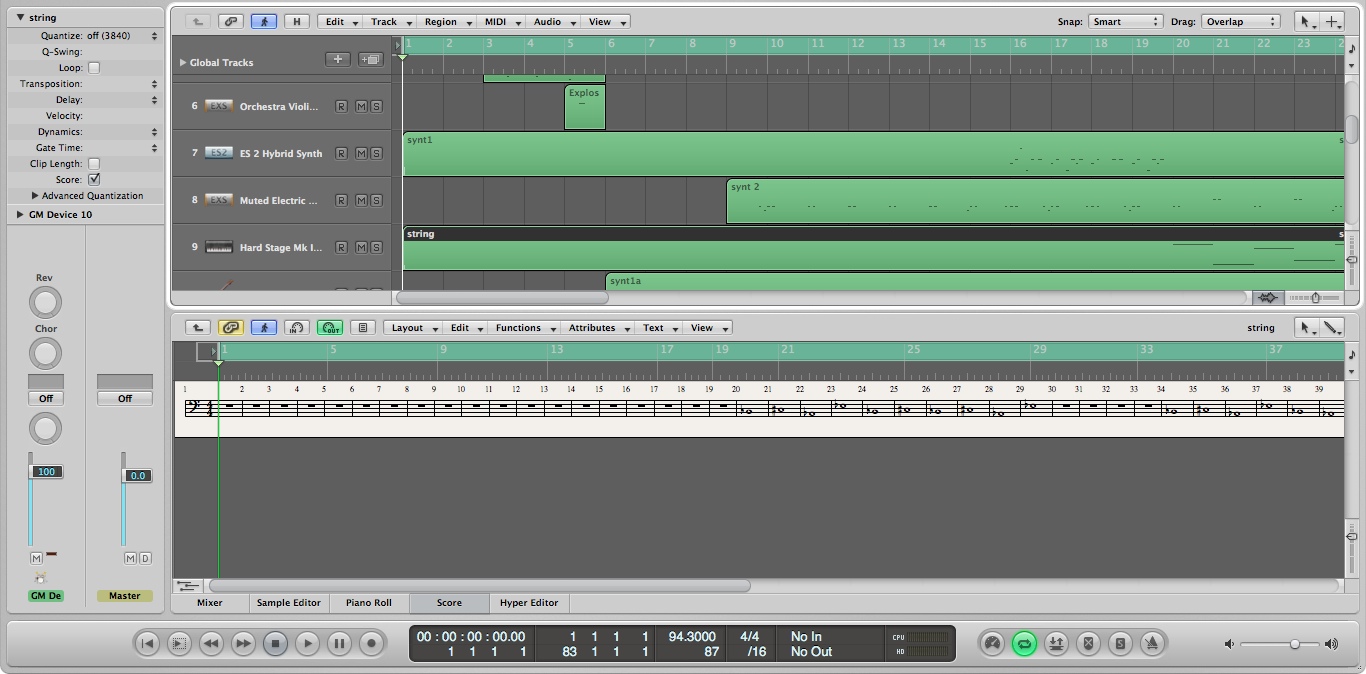 string
Quantize: off (3840)
Q-Swing:
Loop:
Transposition:
Delay:
Velocity:
Dynamics:
Gate Time:
Clip Length:
Score:
Advanced Quantization
GM Device 10
Rev
Chor
Off Off
100 0.0
M M D
GM De Master
H Edit Track Region MIDI Audio View Snap: Smart Drag: Overlap
Global Tracks
1 2 3 4 5 6 7 8 9 10 11 12 13 14 15 16 17 18 19 20 21 22 23 2
6 EXS Orchestra Violi... R M S
Explos
7 ES2 ES 2 Hybrid Synth R M S
synt1 s
8 EXS Muted Electric ... R M S
synt 2
9 Hard Stage Mk I... R M S
string s
synt1a
IN OUT Layout Edit Functions Attributes Text View string
1 5 9 13 17 19 21 25 29 33 37
1 2 3 4 5 6 7 8 9 10 11 12 13 14 15 16 17 18 19 20 21 22 23 24 25 26 27 28 29 30 31 32 33 34 35 36 37 38 39
Mixer Sample Editor Piano Roll Score Hyper Editor
00 : 00 : 00 : 00.00 1 1 1 1 94.3000 4/4 No In CPU
1 1 1 1 83 1 1 1 87 /16 No Out HD
S